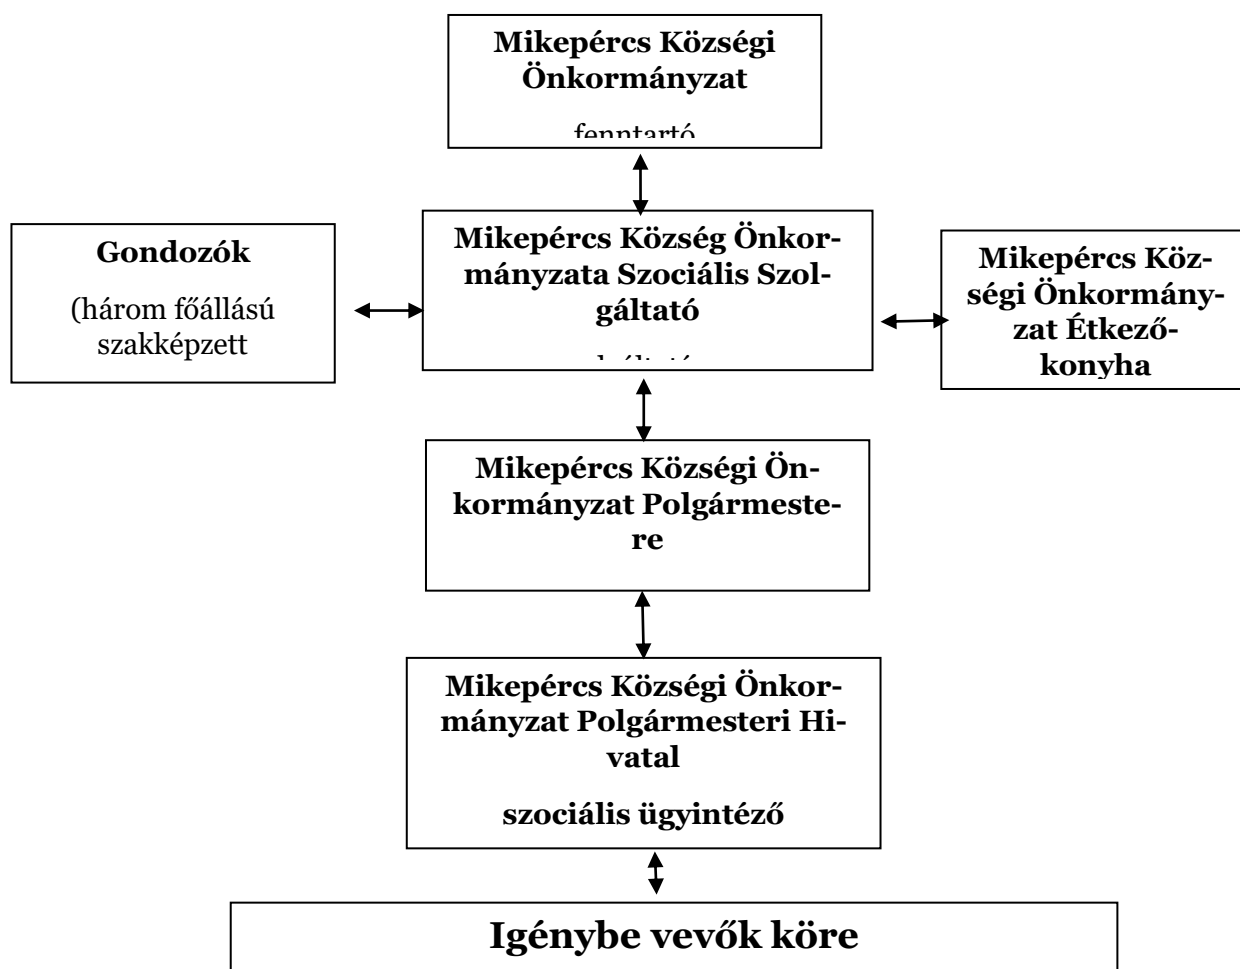 Mikepércs Községi
Önkormányzat
fenntartó
Mikepércs Község Önkor-
mányzata Szociális Szol-
gáltató
Gondozók
(három főállású
szakképzett
Mikepércs Köz-
ségi Önkormány-
zat Étkező-
konyha
Mikepércs Községi Ön-
kormányzat Polgármeste-
re
Mikepércs Községi Önkor-
mányzat Polgármesteri Hi-
vatal
szociális ügyintéző
Igénybe vevők köre